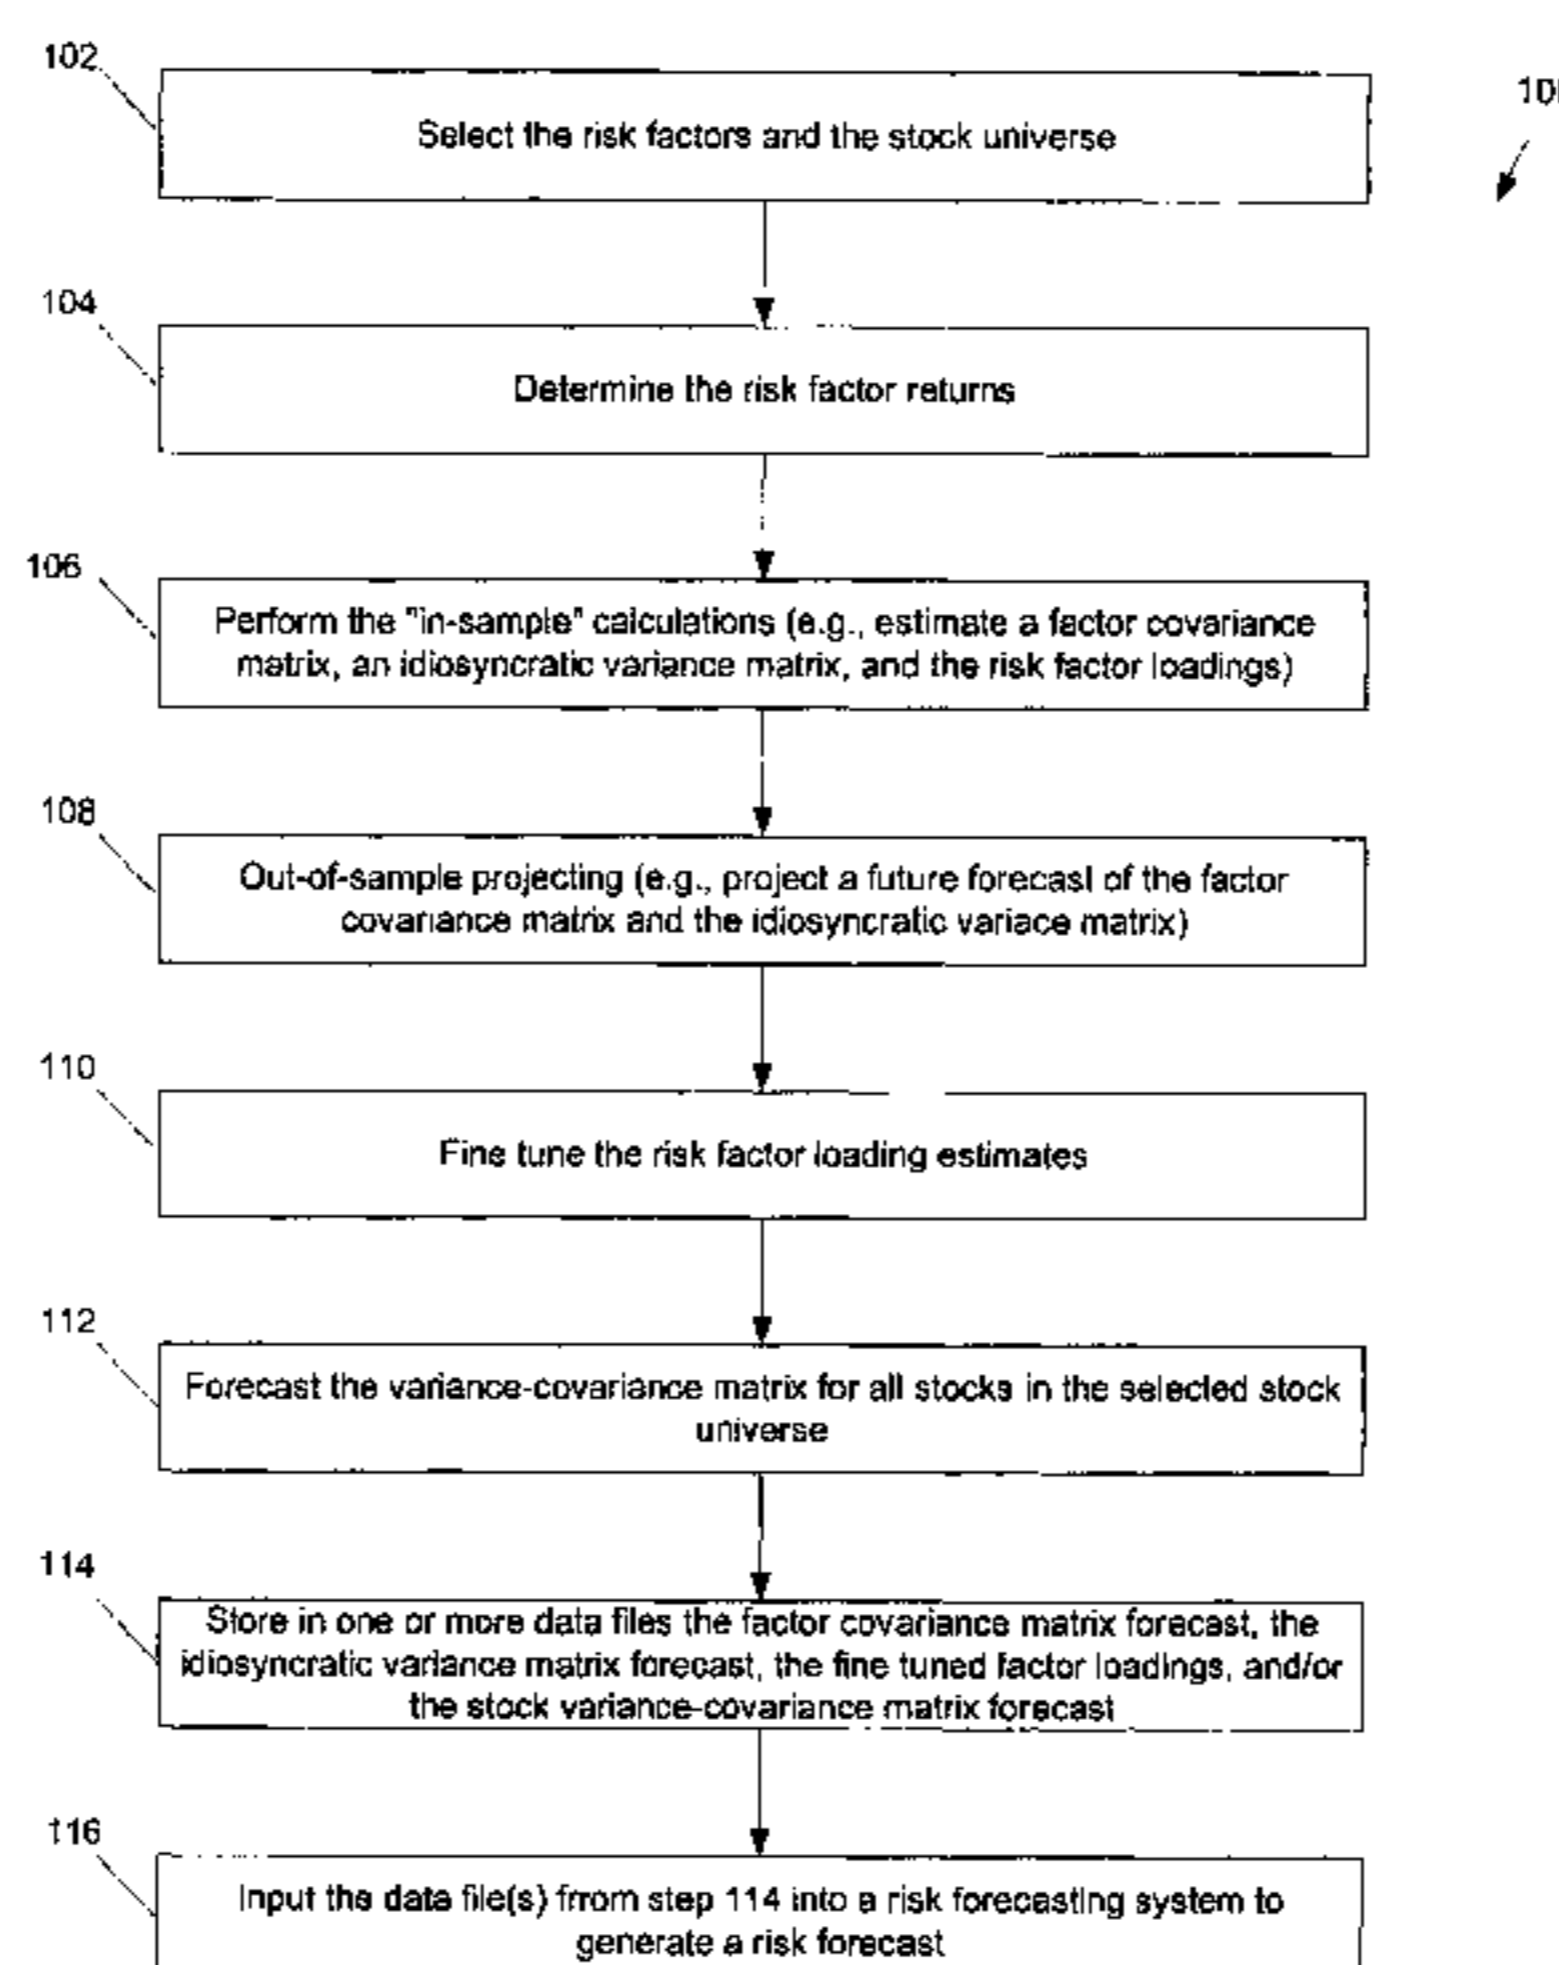 102
Select the risk factors and the stock universe
104
Determine the risk factor returns
106
Perform the "in-sample" calculations (e.g., estimate a factor covariance
matrix, an idiosyncratic variance matrix, and the risk factor loadings)
108
Out-of-sample projecting (e.g., project a future forecast of the factor
covariance matrix and the idiosyncratic variace matrix)
110
Fine tune the risk factor loading estimates
112
Forecast the variance-covariance matrix for all stocks in the selected stock
universe
114
Store in one or more data files the factor covariance matrix forecast, the
idiosyncratic variance matrix forecast, the fine tuned factor loadings, and/or
the stock variance-covariance matrix forecast
116
Input the data file(s) frrom step 114 into a risk forecasting system to
generate a risk forecast